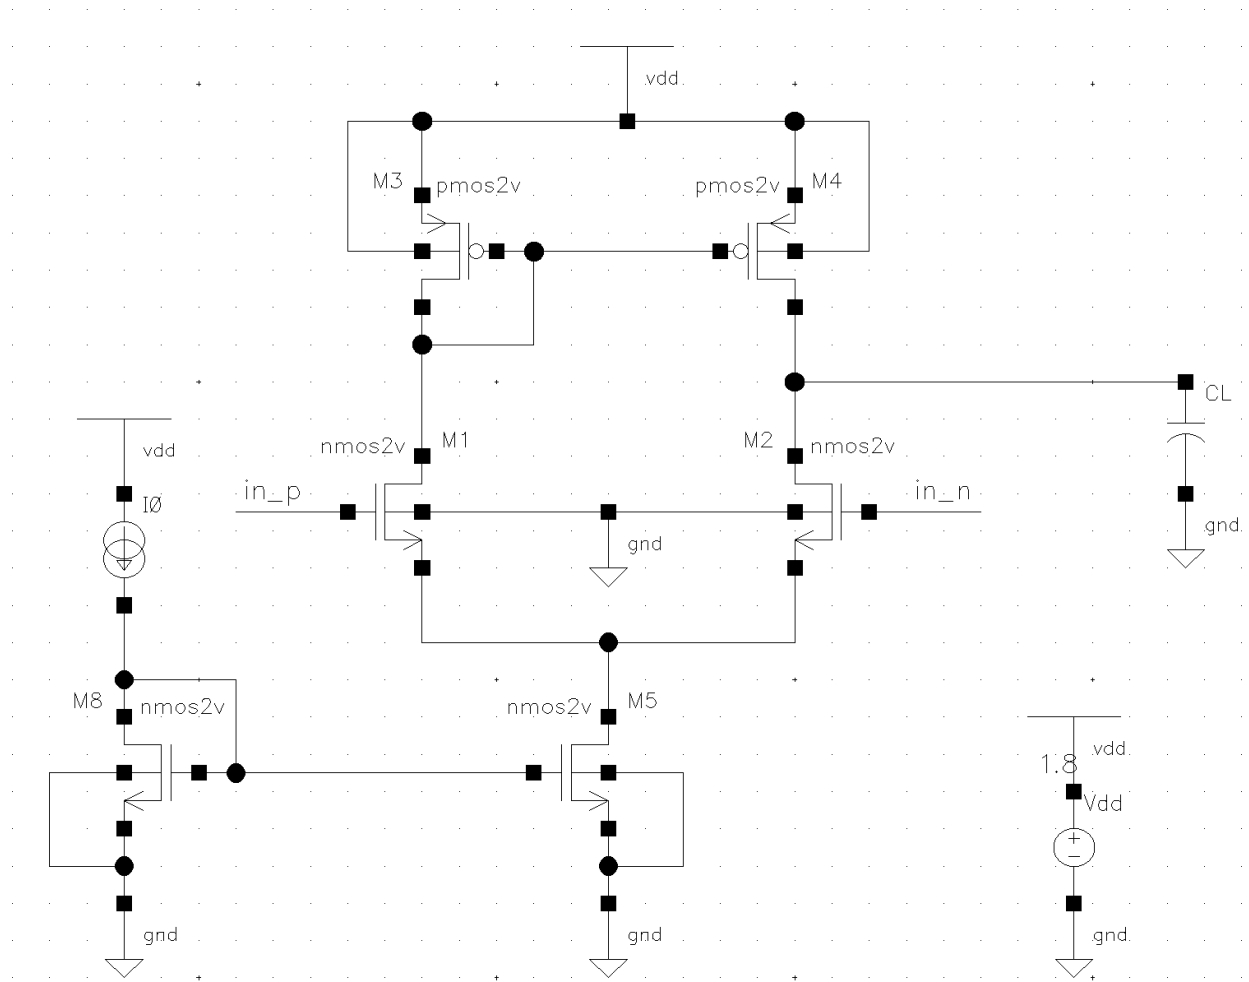 vdd
M3
pmos2v
pmos2v
M4
CL
nmos2v
M1
M2
nmos2v
vdd
in_p
in_n
I0
gnd
gnd
M8
nmos2v
nmos2v
M5
vdd
1.8
Vdd
gnd
gnd
gnd